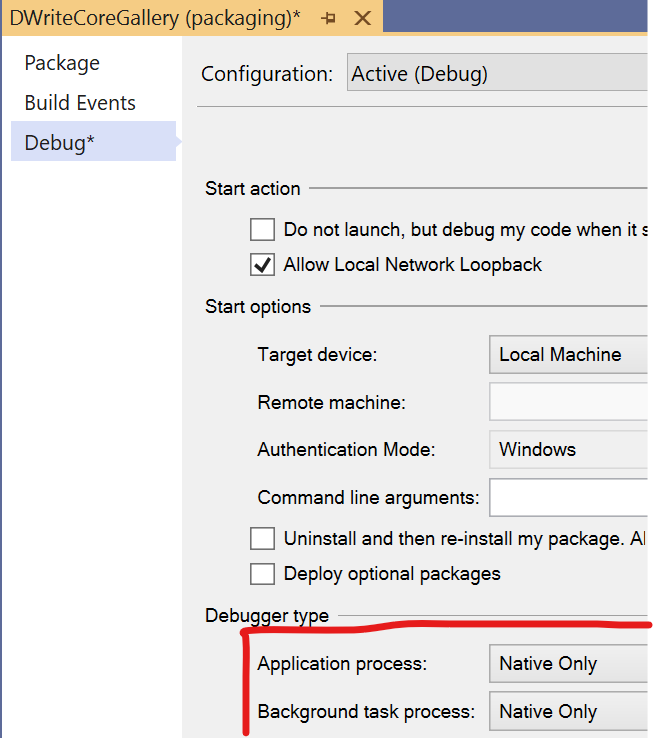 DWriteCoreGallery (packaging)*
Package
Build Events
Debug*
Configuration: Active (Debug)
Start action
Do not launch, but debug my code when it s
Allow Local Network Loopback
Start options
Target device: Local Machine
Remote machine:
Authentication Mode: Windows
Command line arguments:
Uninstall and then re-install my package. Al
Deploy optional packages
Debugger type
Application process: Native Only
Background task process: Native Only